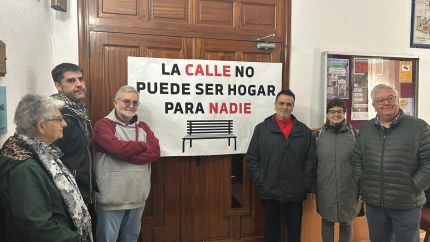 LA CALLE NO
PUEDE SER HOGAR
PARA NADIE